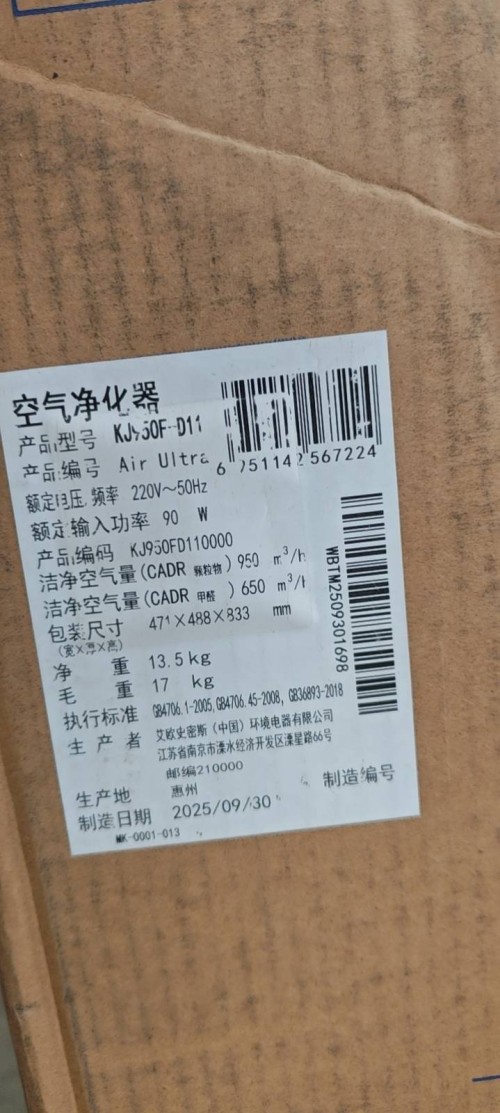 空气净化器
产品型号 KJ950F-D11
产品编号 Air Ultra
6 751142 567224
额定电压 频率 220V～50Hz
额定输入功率 90 W
产品编码 KJ950FD110000
洁净空气量(CADR 颗粒物) 950 m³/h
洁净空气量(CADR 甲醛) 650 m³/h
包装尺寸 471×488×833 mm
(宽×深×高)
净 重 13.5kg
毛 重 17 kg
执行标准 GB4706.1-2005,GB4706.45-2008, GB36893-2018
生 产 者 艾欧史密斯（中国）环境电器有限公司
江苏省南京市溧水经济开发区溧星路66号
邮编210000
生产地 惠州
制造日期 2025/09/30
制造编号
MK-0001-013
WBTM2509301698